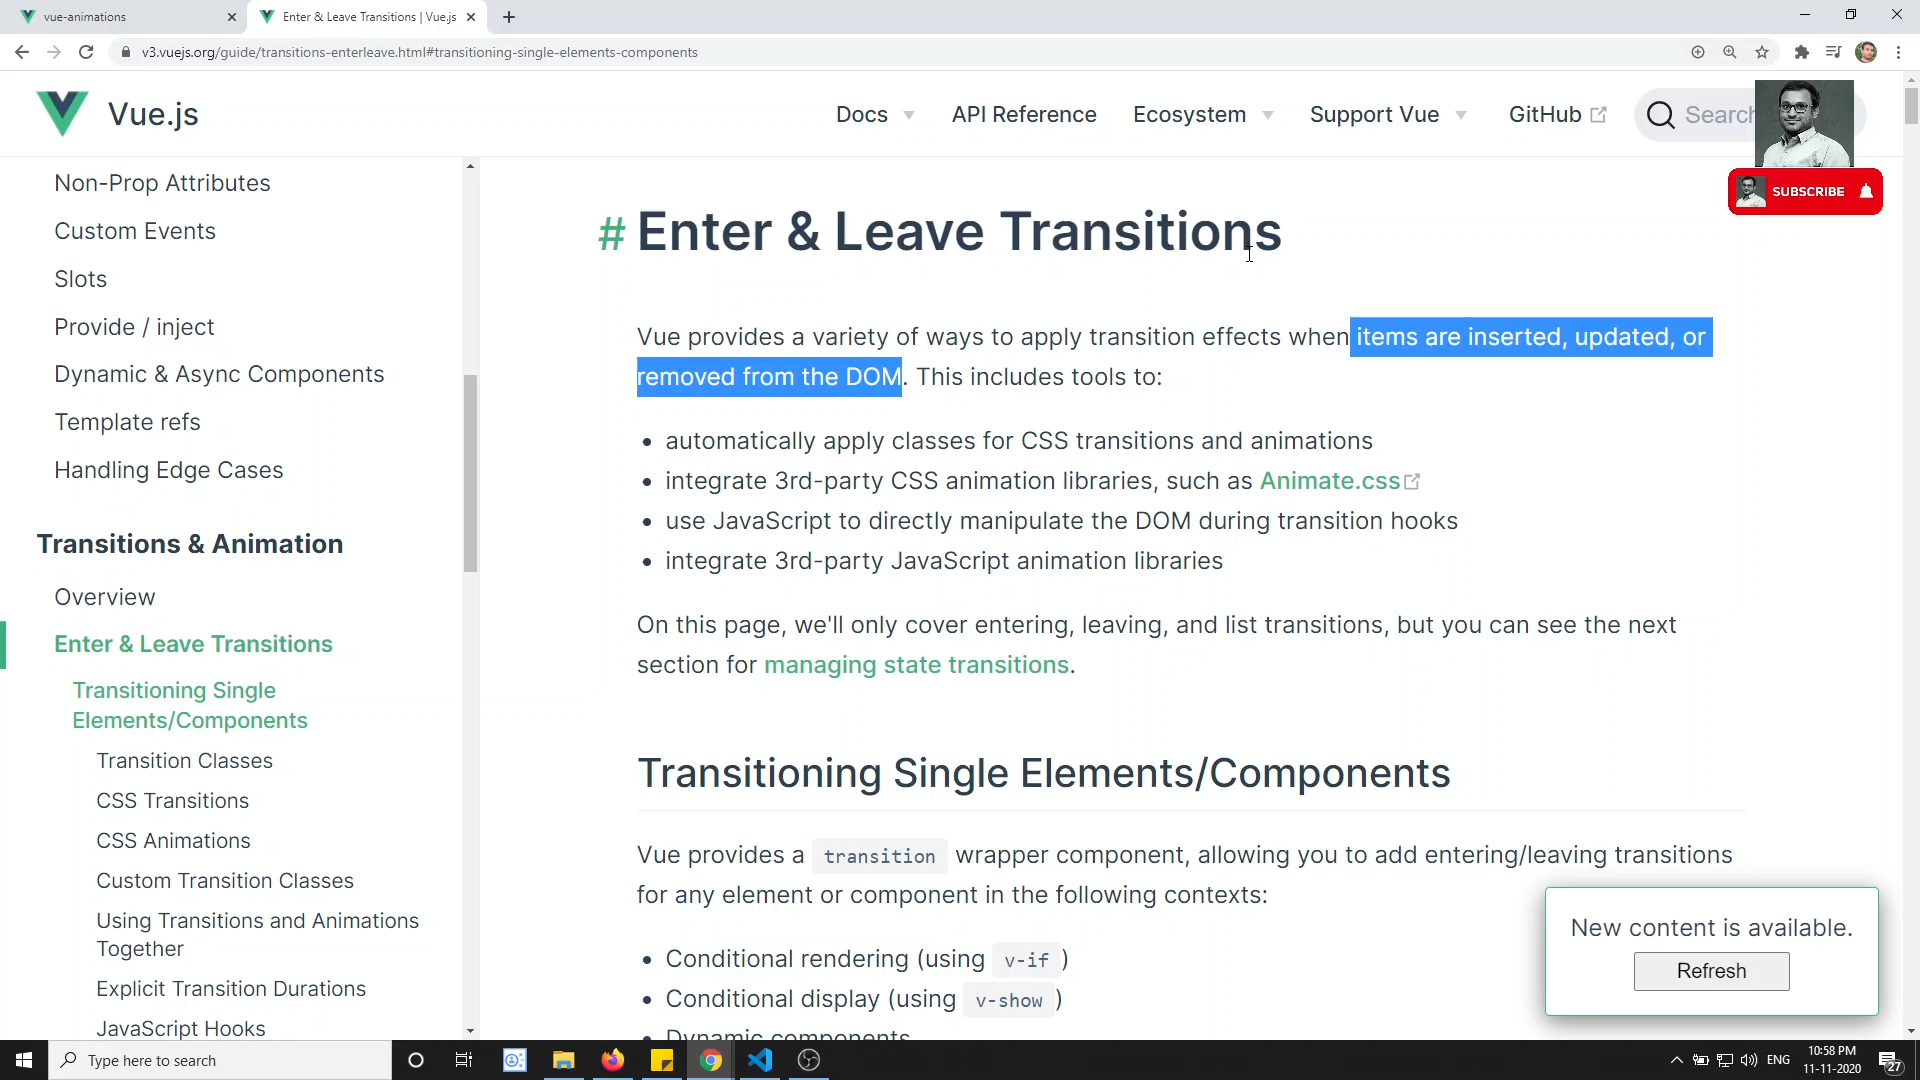 vue-animations
Enter & Leave Transitions | Vue.js
v3.vuejs.org/guide/transitions-enterleave.html#transitioning-single-elements-components
Vue.js
Docs
API Reference
Ecosystem
Support Vue
GitHub
Search
SUBSCRIBE
Non-Prop Attributes
Custom Events
Slots
Provide / inject
Dynamic & Async Components
Template refs
Handling Edge Cases
Transitions & Animation
Overview
Enter & Leave Transitions
Transitioning Single
Elements/Components
Transition Classes
CSS Transitions
CSS Animations
Custom Transition Classes
Using Transitions and Animations
Together
Explicit Transition Durations
JavaScript Hooks
# Enter & Leave Transitions
Vue provides a variety of ways to apply transition effects when items are inserted, updated, or
removed from the DOM. This includes tools to:
• automatically apply classes for CSS transitions and animations
• integrate 3rd-party CSS animation libraries, such as Animate.css
• use JavaScript to directly manipulate the DOM during transition hooks
• integrate 3rd-party JavaScript animation libraries
On this page, we'll only cover entering, leaving, and list transitions, but you can see the next
section for managing state transitions.
Transitioning Single Elements/Components
Vue provides a transition wrapper component, allowing you to add entering/leaving transitions
for any element or component in the following contexts:
• Conditional rendering (using v-if )
• Conditional display (using v-show )
• Dynamic components
New content is available.
Refresh
Type here to search
ENG
10:58 PM
11-11-2020
27